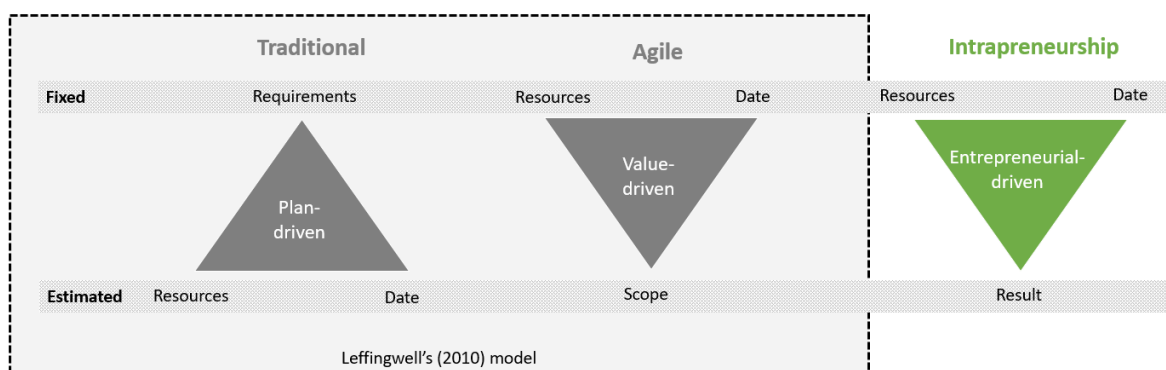 Traditional
Agile
Intrapreneurship
Fixed
Requirements
Resources
Date
Resources
Date
Plan-
driven
Value-
driven
Entrepreneurial-
driven
Estimated
Resources
Date
Scope
Result
Leffingwell's (2010) model